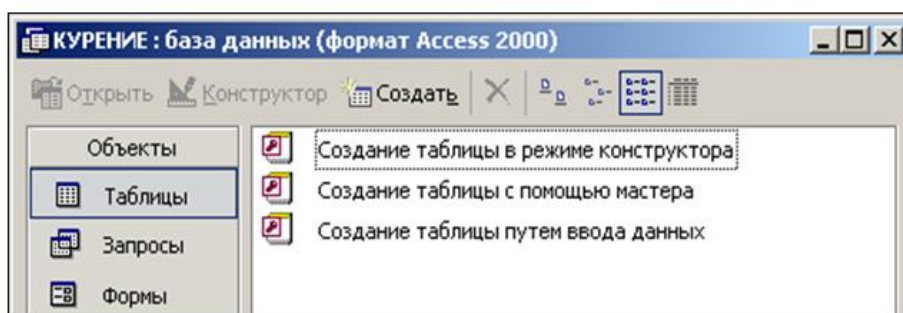 КУРЕНИЕ : база данных (формат Access 2000)
Открыть Конструктор Создать
Объекты
Таблицы
Запросы
Формы
Создание таблицы в режиме конструктора
Создание таблицы с помощью мастера
Создание таблицы путем ввода данных